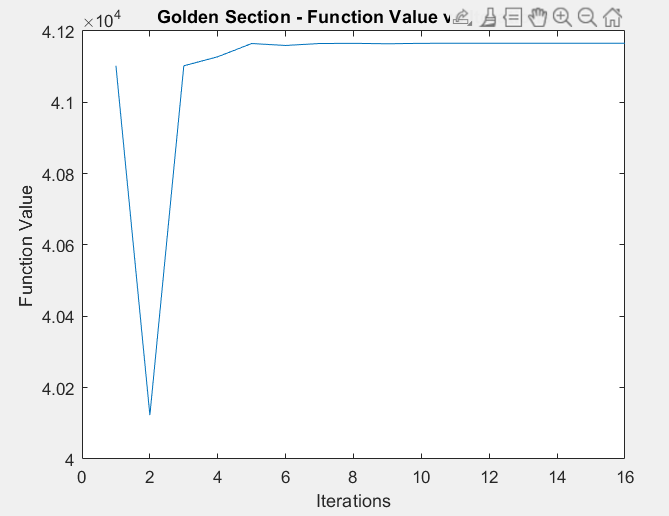 ×10⁴
Golden Section - Function Value v
4.12
4.1
4.08
4.06
4.04
4.02
4
Function Value
0 2 4 6 8 10 12 14 16
Iterations